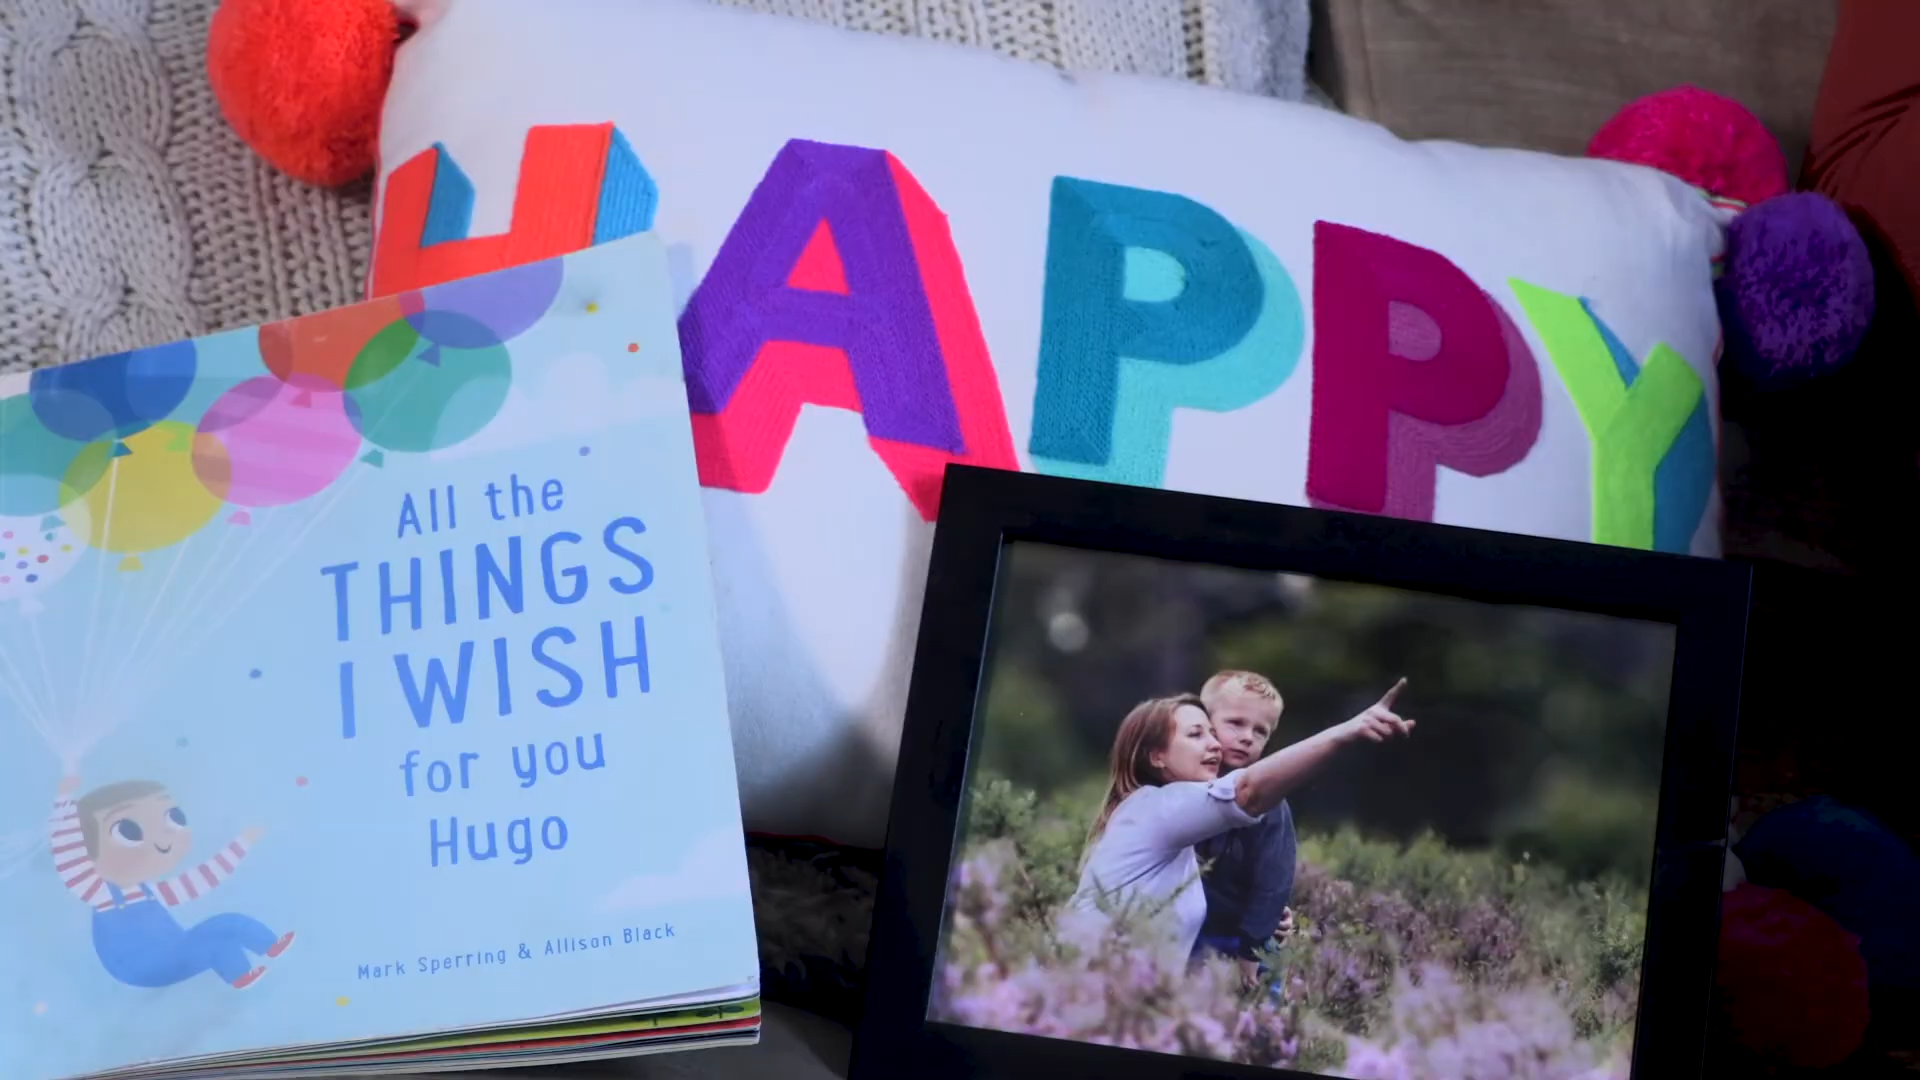 HAPPY
All the
THINGS
I WISH
for you
Hugo
Mark Sperring & Allison Black